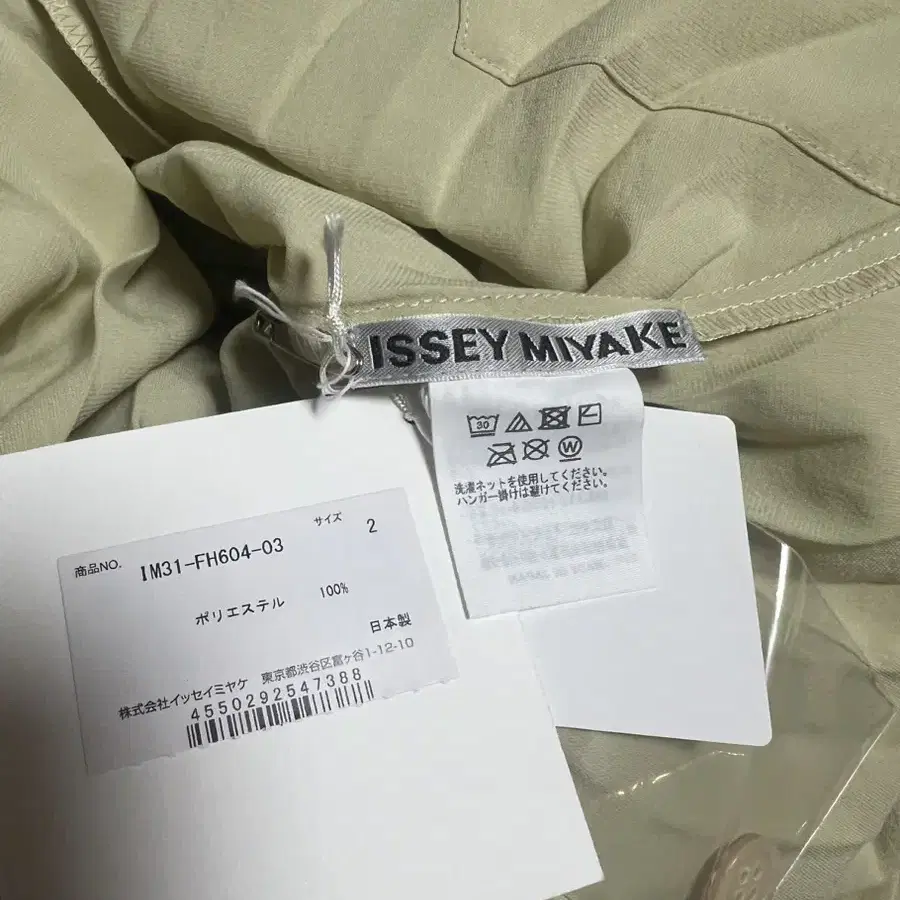 ISSEY MIYAKE
30
W
洗濯ネットを使用してください。
ハンガー掛けは避けてください。
商品NO. IM31-FH604-03 サイズ 2
ポリエステル 100%
日本製
株式会社イッセイミヤケ 東京都渋谷区富ヶ谷1-12-10
4550292547388